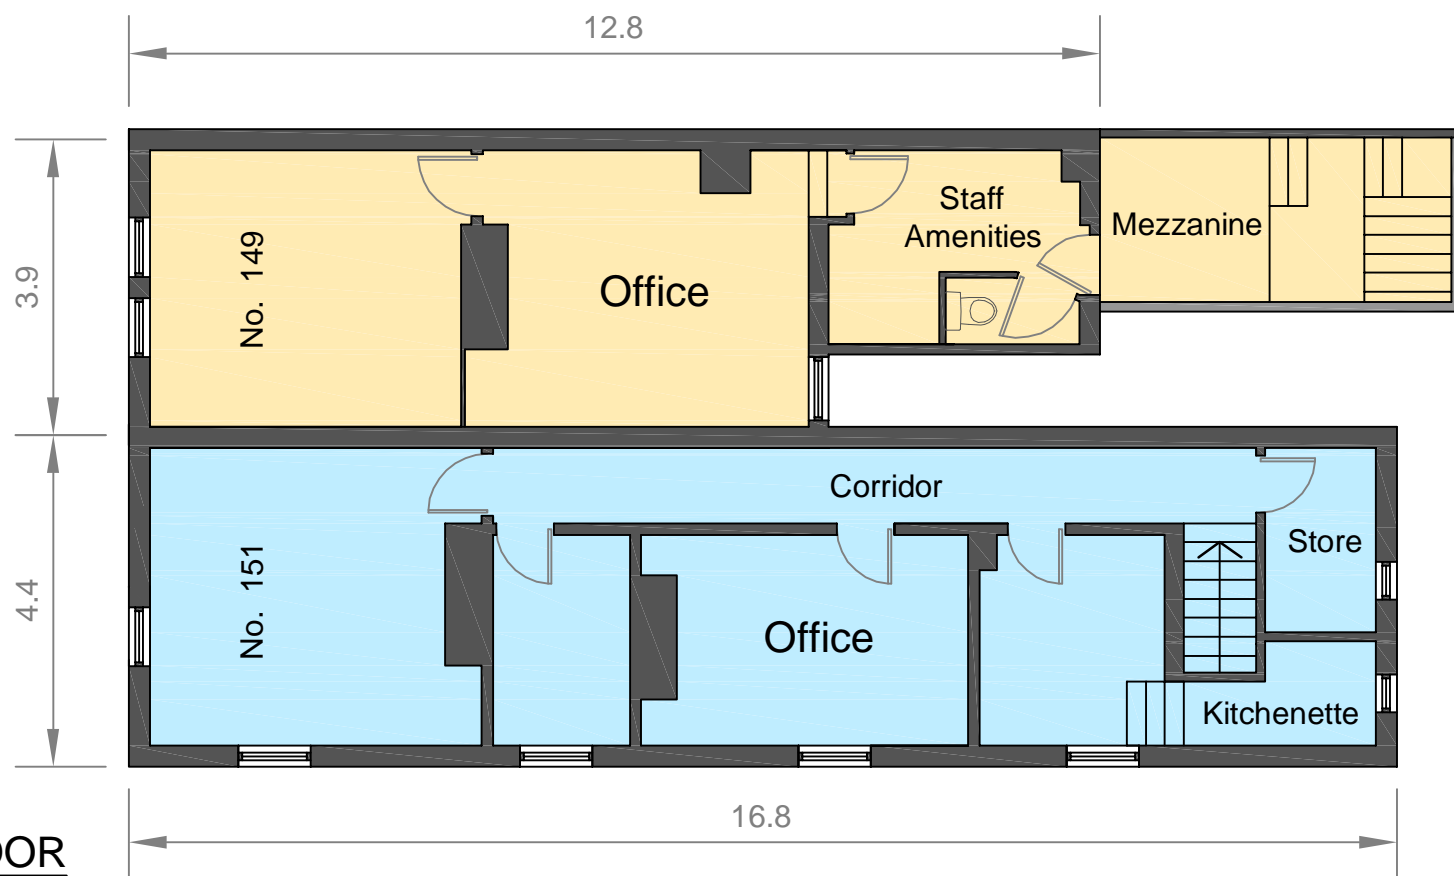 12.8
Staff
Amenities
Mezzanine
No. 149
Office
3.9
Corridor
Store
4.4
No. 151
Office
Kitchenette
16.8
OOR